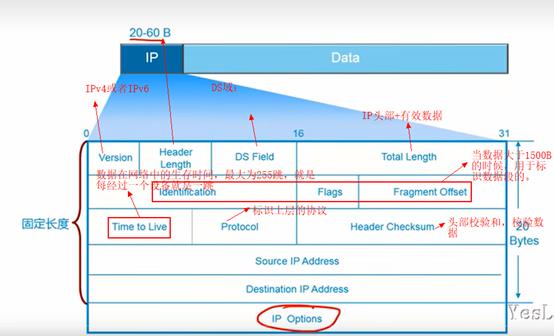 20-60 B
IP
Data
IPv4或者IPv6
DS域:
IP头部+有效数据
0
16
31
Version
Header Length
DS Field
Total Length
数据在网络中的生存时间,最大为255跳,就是
每经过一个设备就是一跳
当数据大于1500B
的时候,用于标
识数据段的。
Identification
Flags
Fragment Offset
标识上层的协议
固定长度
Time to Live
Protocol
Header Checksum
头部校验和,检验数
据
20
Bytes
Source IP Address
Destination IP Address
IP Options
YesL